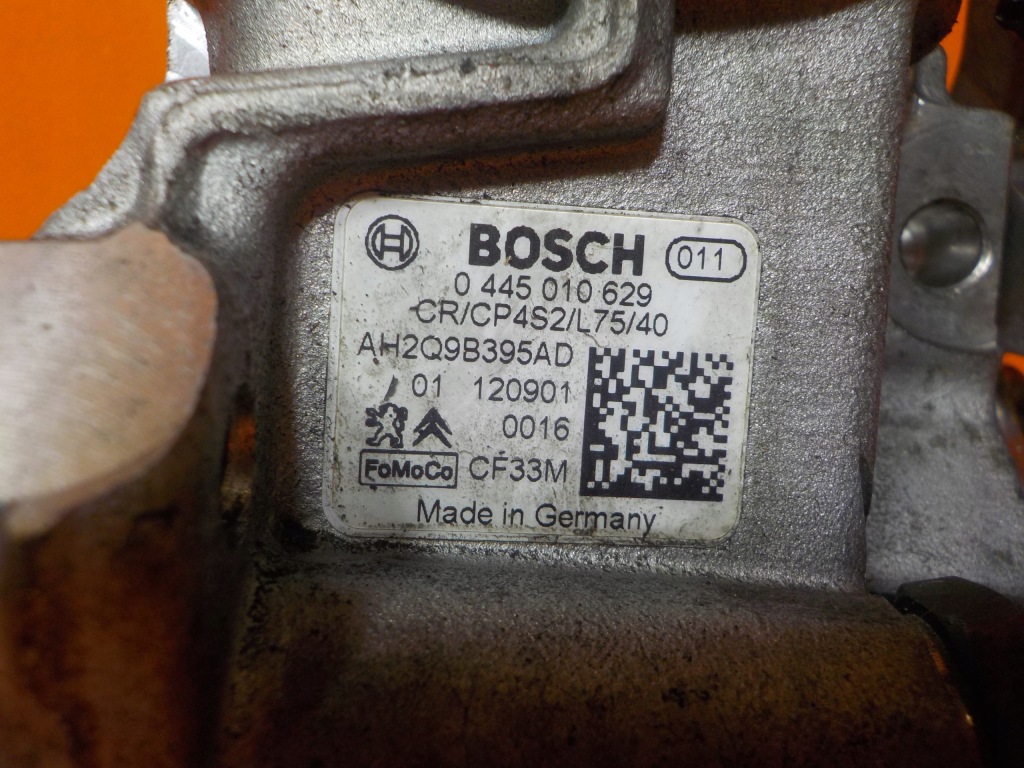 BOSCH 011
0 445 010 629
CR/CP4S2/L75/40
AH2Q9B395AD
01 120901
0016
FoMoCo CF33M
Made in Germany